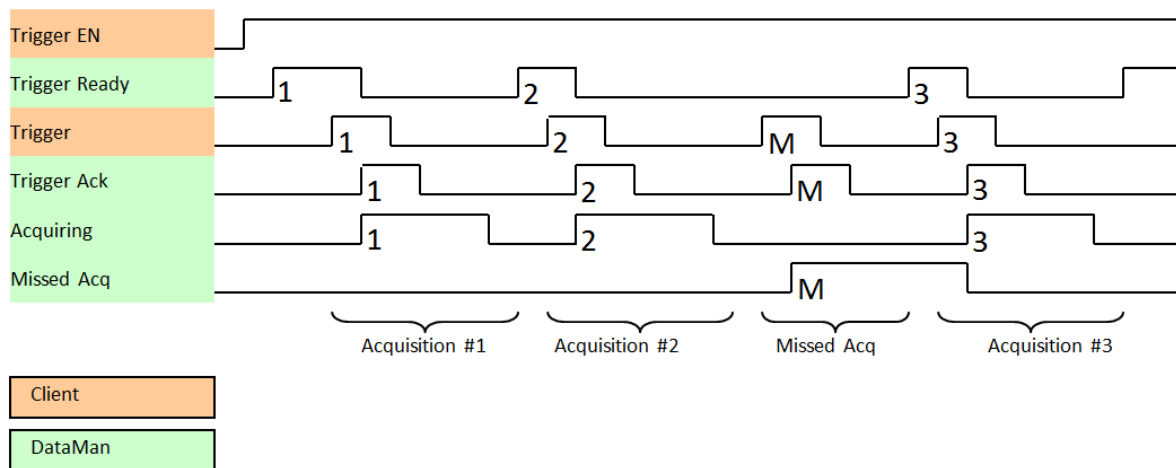 Trigger EN
Trigger Ready 1 2 3
Trigger 1 2 M 3
Trigger Ack 1 2 M 3
Acquiring 1 2 3
Missed Acq M
Acquisition #1 Acquisition #2 Missed Acq Acquisition #3
Client
DataMan